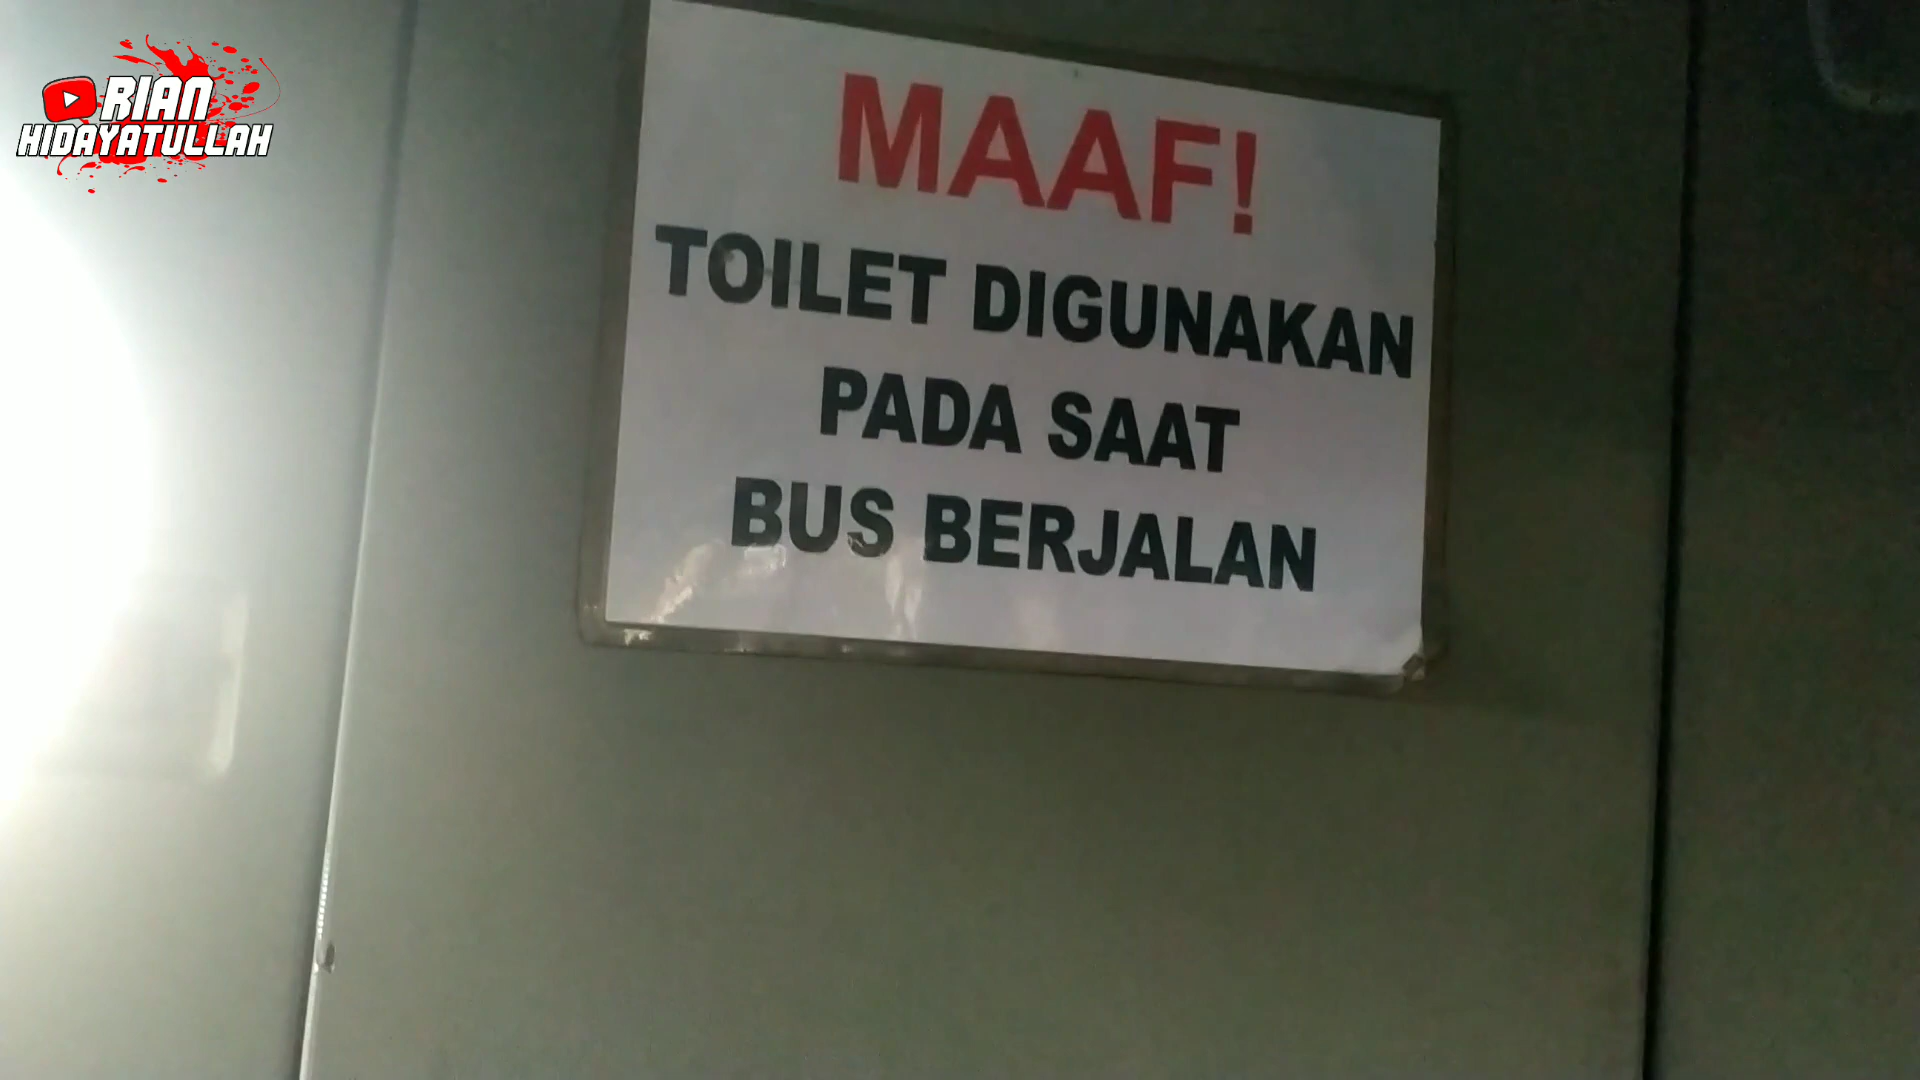 RIAN
HIDAYATULLAH
MAAF!
TOILET DIGUNAKAN
PADA SAAT
BUS BERJALAN